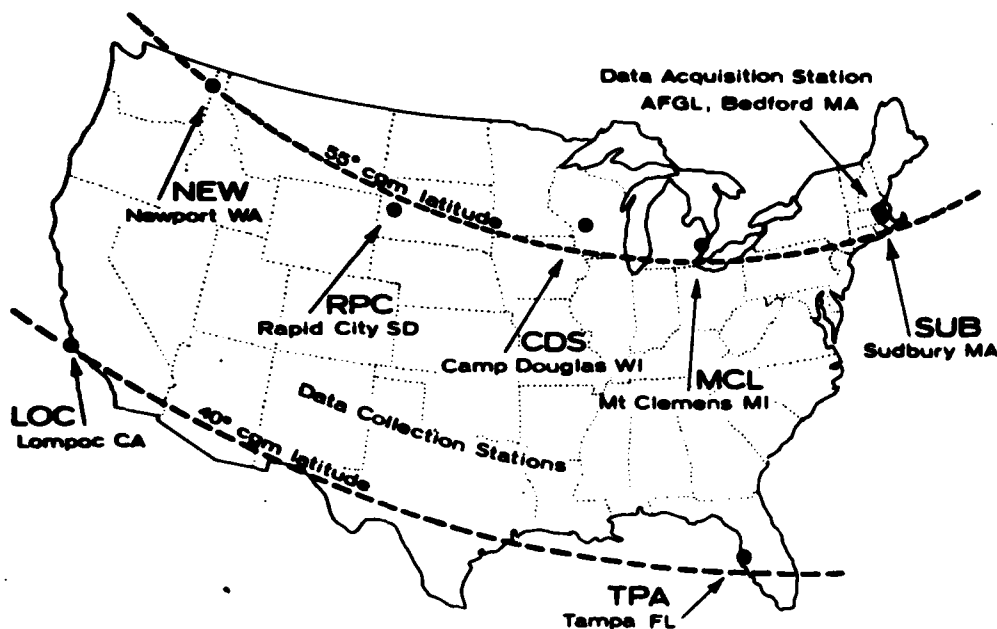 Data Acquisition Station
AFGL, Bedford MA
55° cgm latitude
NEW
Newport WA
RPC
Rapid City SD
CDS
Camp Douglas WI
MCL
Mt Clemens MI
SUB
Sudbury MA
LOC
Lompoc CA
Data Collection Stations
40° cgm latitude
TPA
Tampa FL